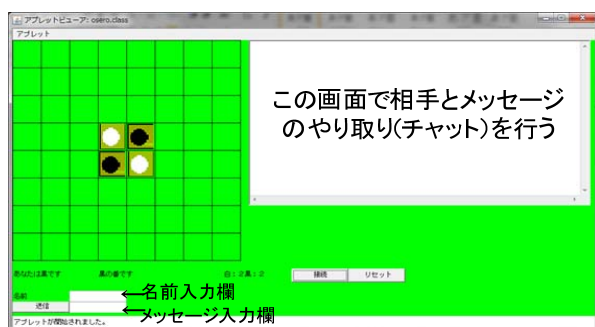 アプレットビューア: osero.class
アプレット
この画面で相手とメッセージ
のやり取り(チャット)を行う
あなたは黒です 黒の番です 白:2黒:2 接続 リセット
名前 ←名前入力欄
送信 ←メッセージ入力欄
アプレットが開始されました。